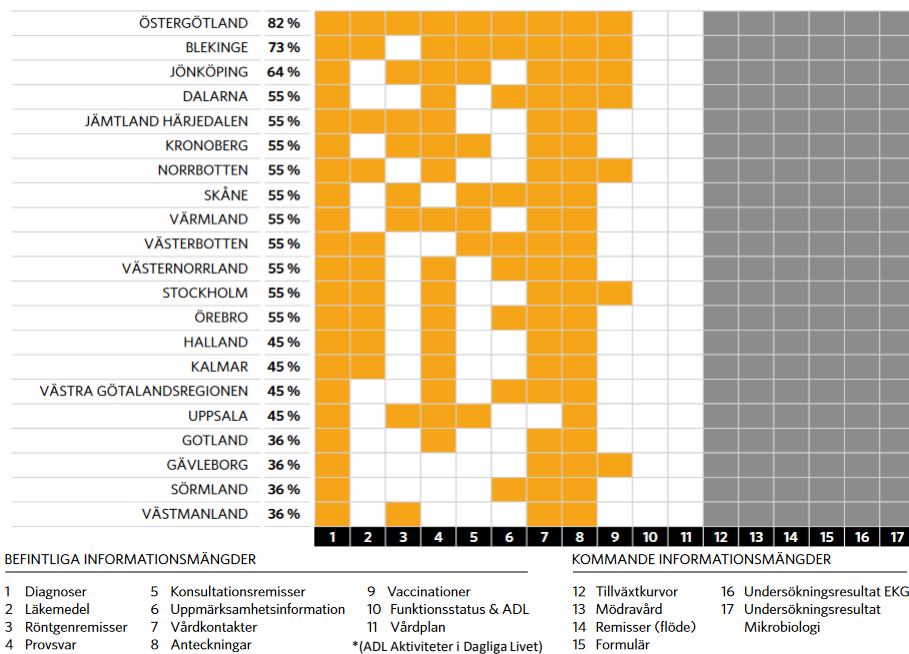 ÖSTERGÖTLAND 82 %
BLEKINGE 73 %
JÖNKÖPING 64 %
DALARNA 55 %
JÄMTLAND HÄRJEDALEN 55 %
KRONOBERG 55 %
NORRBOTTEN 55 %
SKÅNE 55 %
VÄRMLAND 55 %
VÄSTERBOTTEN 55 %
VÄSTERNORRLAND 55 %
STOCKHOLM 55 %
ÖREBRO 55 %
HALLAND 45 %
KALMAR 45 %
VÄSTRA GÖTALANDSREGIONEN 45 %
UPPSALA 45 %
GOTLAND 36 %
GÄVLEBORG 36 %
SÖRMLAND 36 %
VÄSTMANLAND 36 %
1 2 3 4 5 6 7 8 9 10 11 12 13 14 15 16 17
BEFINTLIGA INFORMATIONSMÄNGDER
1 Diagnoser
2 Läkemedel
3 Röntgenremisser
4 Provsvar
5 Konsultationsremisser
6 Uppmärksamhetsinformation
7 Vårdkontakter
8 Anteckningar
9 Vaccinationer
10 Funktionsstatus & ADL
11 Vårdplan
*(ADL Aktiviteter i Dagliga Livet)
KOMMANDE INFORMATIONSMÄNGDER
12 Tillväxtkurvor
13 Mödravård
14 Remisser (flöde)
15 Formulär
16 Undersökningsresultat EKG
17 Undersökningsresultat
Mikrobiologi